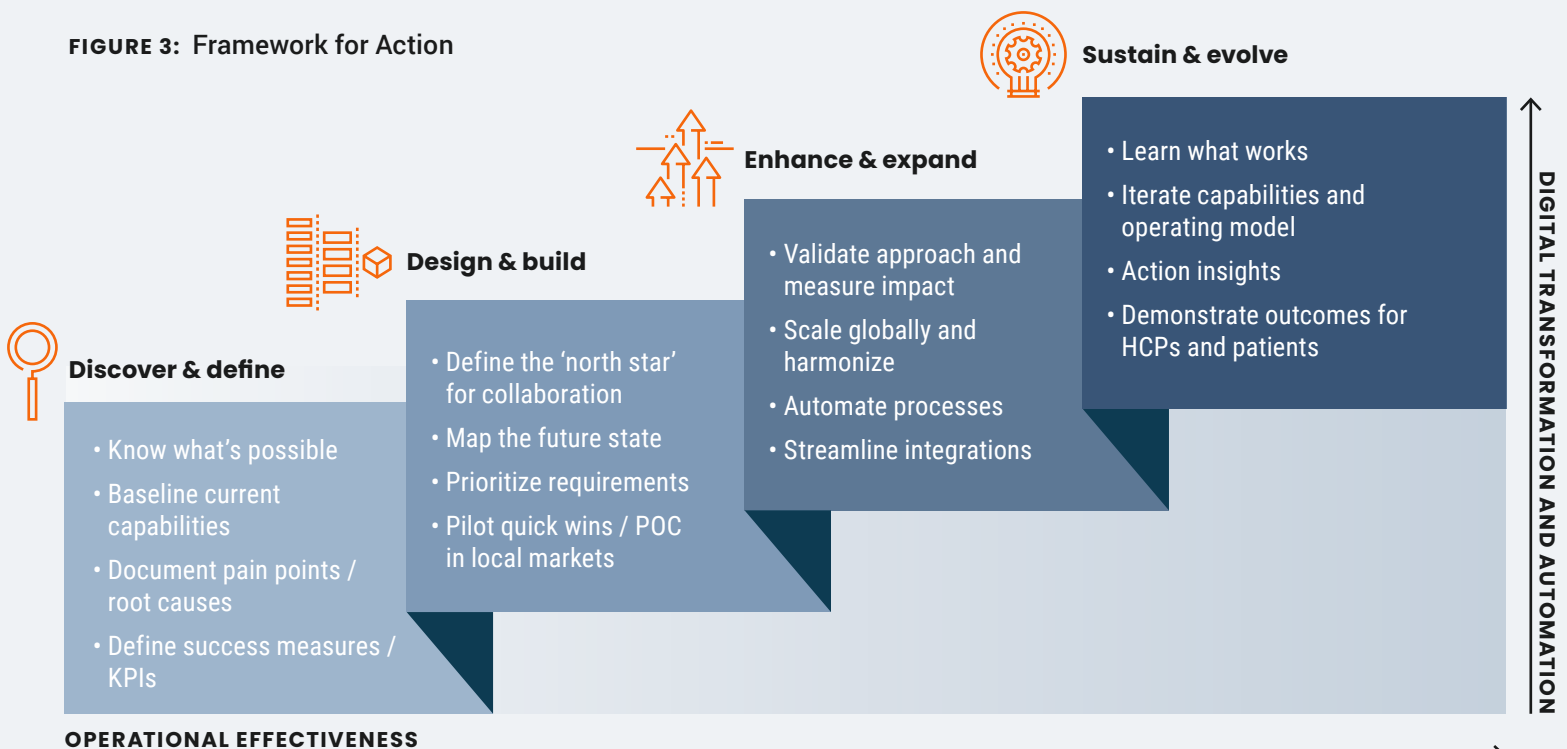 FIGURE 3: Framework for Action
Discover & define
• Know what’s possible
• Baseline current
capabilities
• Document pain points /
root causes
• Define success measures /
KPIs
Design & build
• Define the ‘north star’
for collaboration
• Map the future state
• Prioritize requirements
• Pilot quick wins / POC
in local markets
Enhance & expand
• Validate approach and
measure impact
• Scale globally and
harmonize
• Automate processes
• Streamline integrations
Sustain & evolve
• Learn what works
• Iterate capabilities and
operating model
• Action insights
• Demonstrate outcomes for
HCPs and patients
DIGITAL TRANSFORMATION AND AUTOMATION
OPERATIONAL EFFECTIVENESS